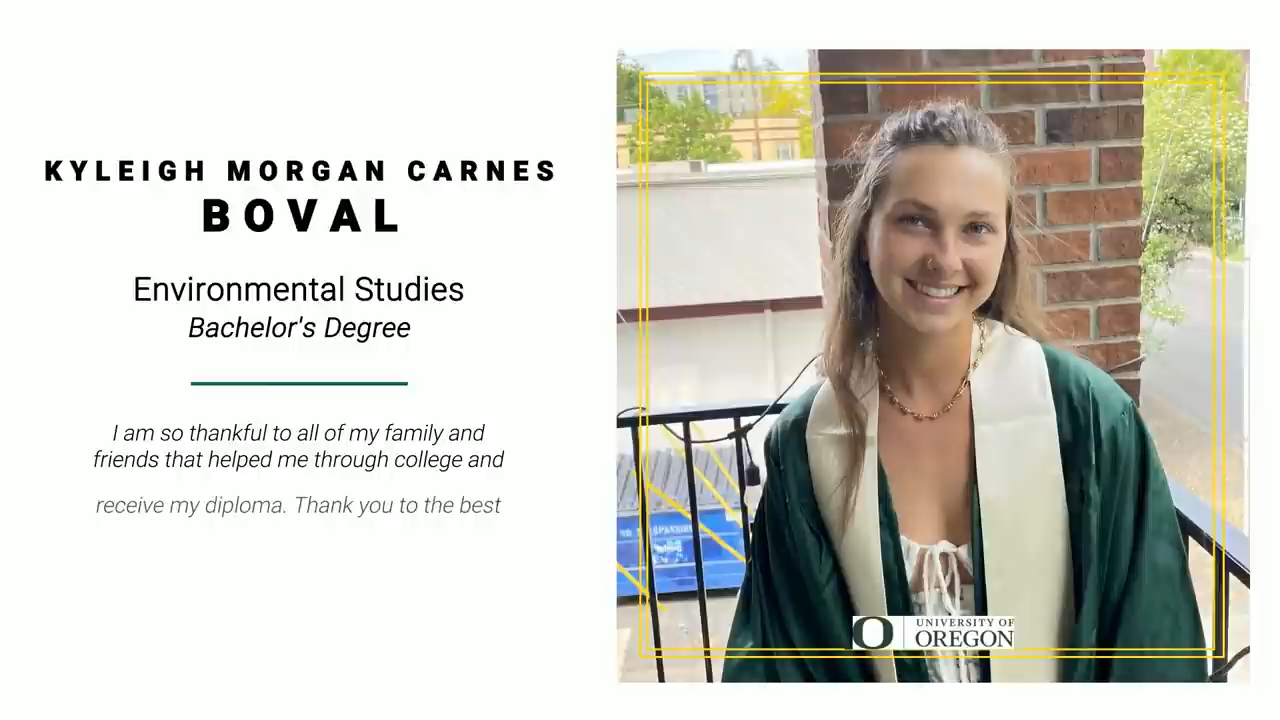 KYLEIGH MORGAN CARNES
BOVAL
Environmental Studies
Bachelor's Degree
I am so thankful to all of my family and
friends that helped me through college and
receive my diploma. Thank you to the best
UNIVERSITY OF
OREGON